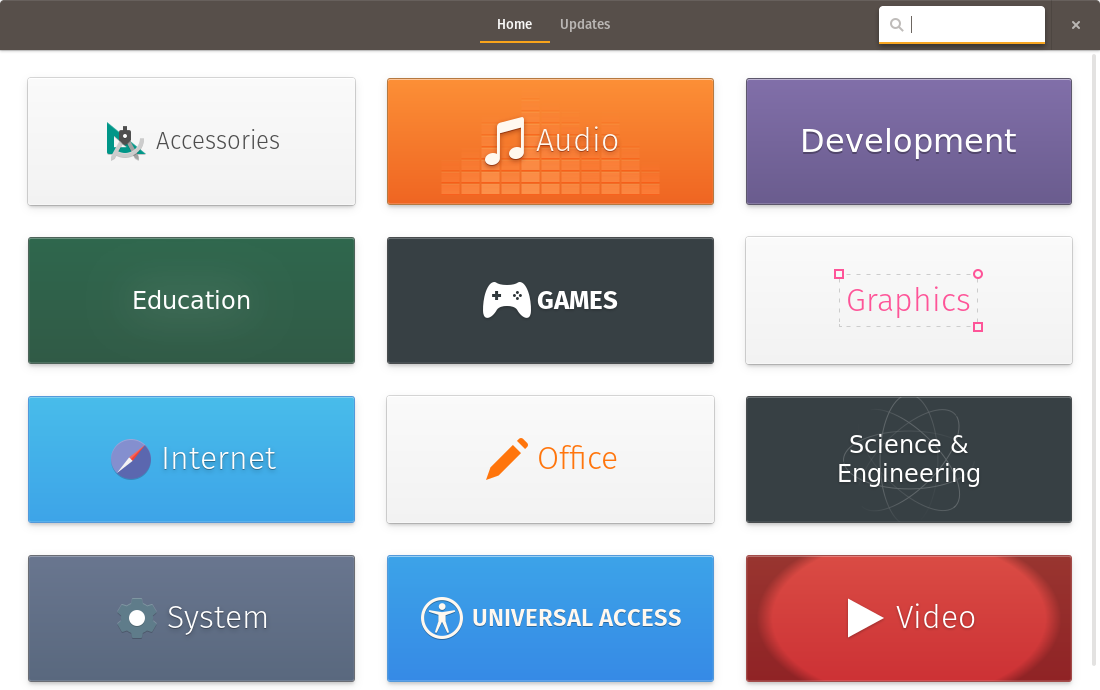 Home
Updates
Accessories
Audio
Development
Education
GAMES
Graphics
Internet
Office
Science &
Engineering
System
UNIVERSAL ACCESS
Video